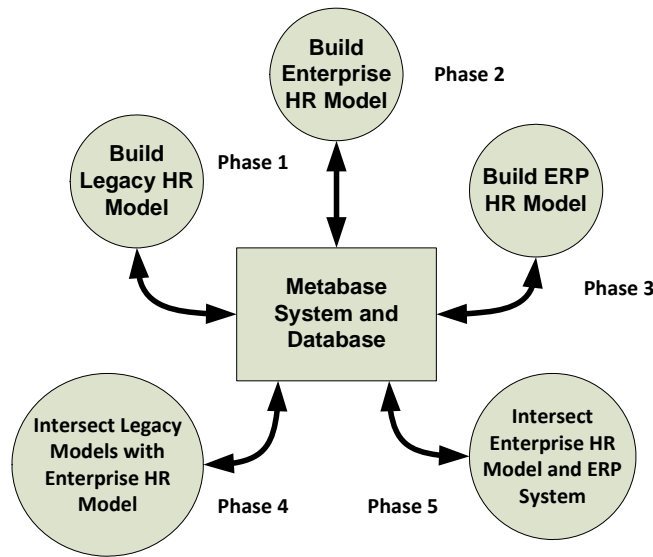 Build
Enterprise
HR Model
Phase 2
Build
Legacy HR
Model
Phase 1
Build ERP
HR Model
Phase 3
Metabase
System and
Database
Intersect Legacy
Models with
Enterprise HR
Model
Phase 4
Phase 5
Intersect
Enterprise HR
Model and ERP
System